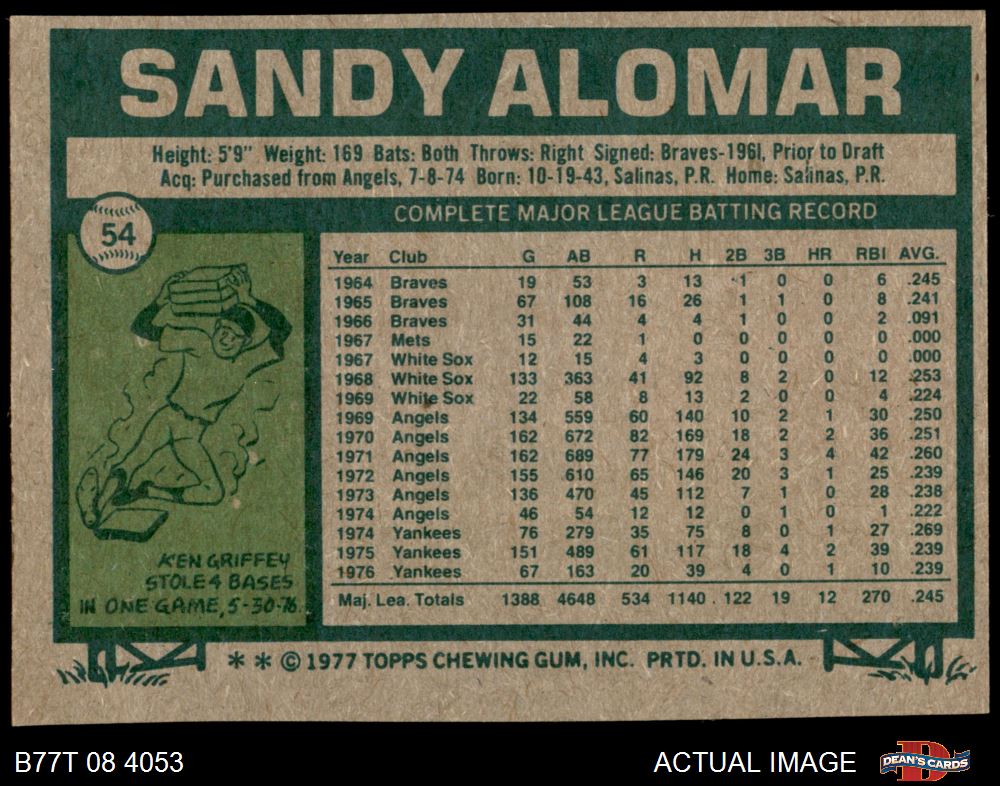 SANDY ALOMAR
Height: 5'9" Weight: 169 Bats: Both Throws: Right Signed: Braves-1961, Prior to Draft
Acq: Purchased from Angels, 7-8-74 Born: 10-19-43, Salinas, P.R. Home: Salinas, P.R.
54
COMPLETE MAJOR LEAGUE BATTING RECORD
Year Club G AB R H 2B 3B HR RBI AVG.
1964 Braves 19 53 3 13 1 0 0 6 .245
1965 Braves 67 108 16 26 1 1 0 8 .241
1966 Braves 31 44 4 4 1 0 0 2 .091
1967 Mets 15 22 1 0 0 0 0 0 .000
1967 White Sox 12 15 4 3 0 0 0 0 .000
1968 White Sox 133 363 41 92 8 2 0 12 .253
1969 White Sox 22 58 8 13 2 0 0 4 .224
1969 Angels 134 559 60 140 10 2 1 30 .250
1970 Angels 162 672 82 169 18 2 2 36 .251
1971 Angels 162 689 77 179 24 3 4 42 .260
1972 Angels 155 610 65 146 20 3 1 25 .239
1973 Angels 136 470 45 112 7 1 0 28 .238
1974 Angels 46 54 12 12 0 1 0 1 .222
1974 Yankees 76 279 35 75 8 0 1 27 .269
1975 Yankees 151 489 61 117 18 4 2 39 .239
1976 Yankees 67 163 20 39 4 0 1 10 .239
Maj. Lea. Totals 1388 4648 534 1140 122 19 12 270 .245
KEN GRIFFEY
STOLE 4 BASES
IN ONE GAME, 5-30-76.
* * © 1977 TOPPS CHEWING GUM, INC. PRTD. IN U.S.A.
B77T 08 4053
ACTUAL IMAGE
D
DEAN'S CARDS